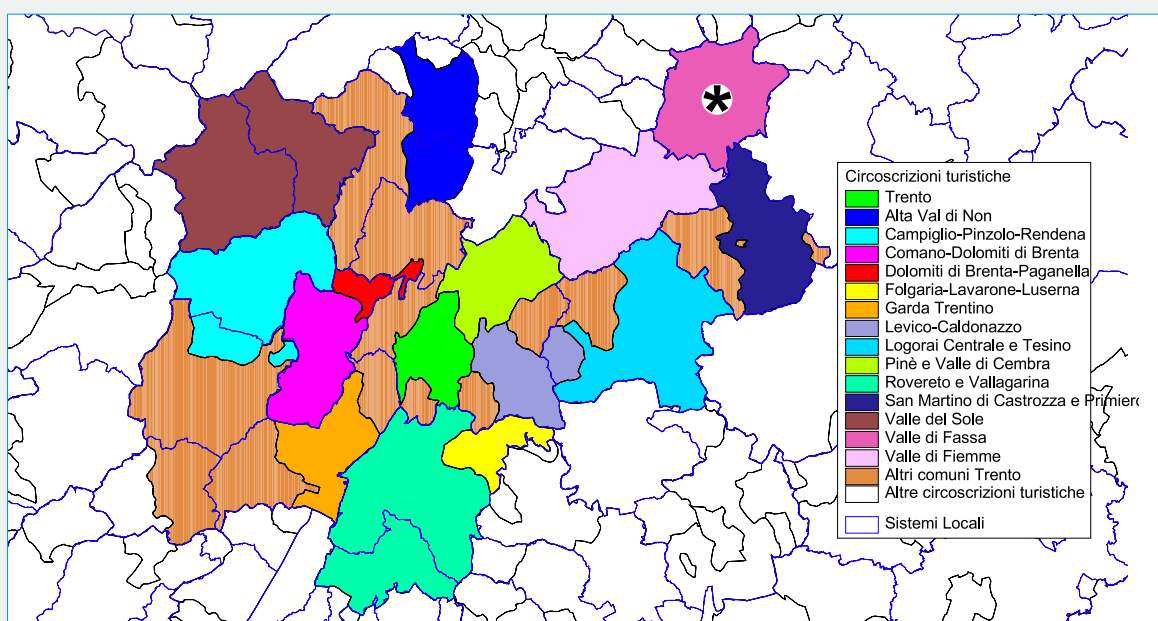 *
Circoscrizioni turistiche
Trento
Alta Val di Non
Campiglio-Pinzolo-Rendena
Comano-Dolomiti di Brenta
Dolomiti di Brenta-Paganella
Folgaria-Lavarone-Luserna
Garda Trentino
Levico-Caldonazzo
Logorai Centrale e Tesino
Pinè e Valle di Cembra
Rovereto e Vallagarina
San Martino di Castrozza e Primiero
Valle del Sole
Valle di Fassa
Valle di Fiemme
Altri comuni Trento
Altre circoscrizioni turistiche
Sistemi Locali